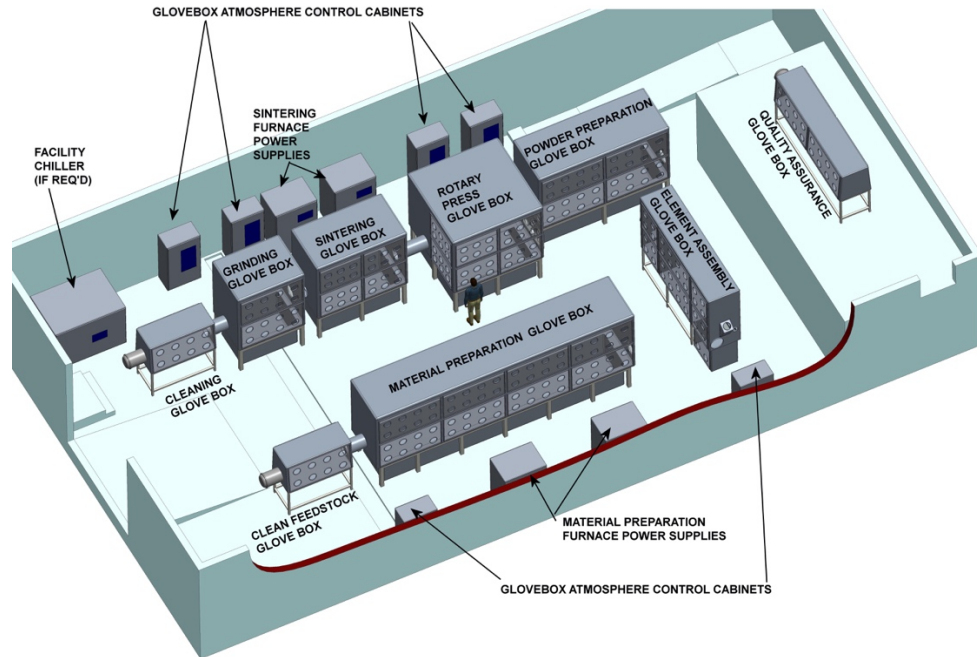 GLOVEBOX ATMOSPHERE CONTROL CABINETS
SINTERING
FURNACE
POWER
SUPPLIES
FACILITY
CHILLER
(IF REQ'D)
POWDER PREPARATION
GLOVE BOX
QUALITY ASSURANCE
GLOVE BOX
ROTARY
PRESS
GLOVE BOX
SINTERING
GLOVE BOX
GRINDING
GLOVE BOX
ELEMENT ASSEMBLY
GLOVE BOX
MATERIAL PREPARATION GLOVE BOX
CLEANING
GLOVE BOX
CLEAN FEEDSTOCK
GLOVE BOX
MATERIAL PREPARATION
FURNACE POWER SUPPLIES
GLOVEBOX ATMOSPHERE CONTROL CABINETS